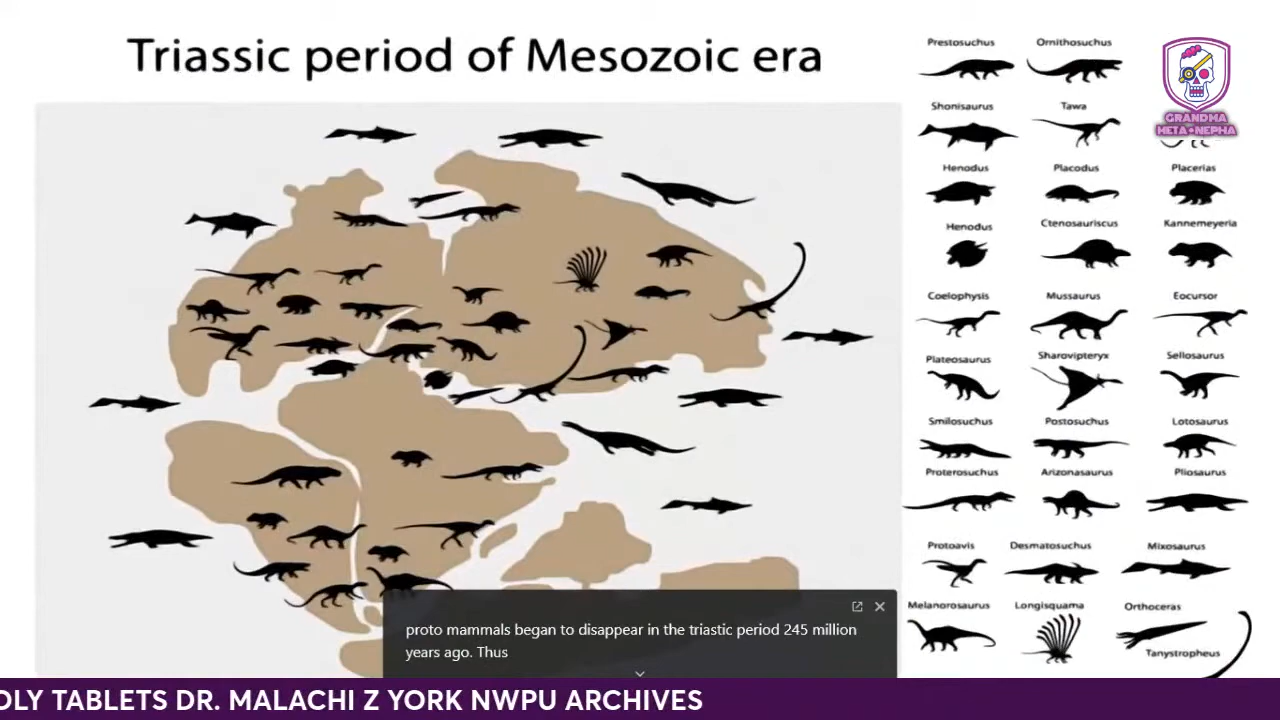 Triassic period of Mesozoic era
Prestosuchus Ornithosuchus
Shonisaurus Tawa
Henodus Placodus Placerias
Henodus Ctenosauriscus Kannemeyeria
Coelophysis Mussaurus Eocursor
Plateosaurus Sharovipteryx Sellosaurus
Smilosuchus Postosuchus Lotosaurus
Proterosuchus Arizonasaurus Pliosaurus
Protoavis Desmatosuchus Mixosaurus
Melanorosaurus Longisquama Orthoceras
Tanystropheus
GRANDHA
HETA•NEPHA
proto mammals began to disappear in the triastic period 245 million
years ago. Thus
OLY TABLETS DR. MALACHI Z YORK NWPU ARCHIVES